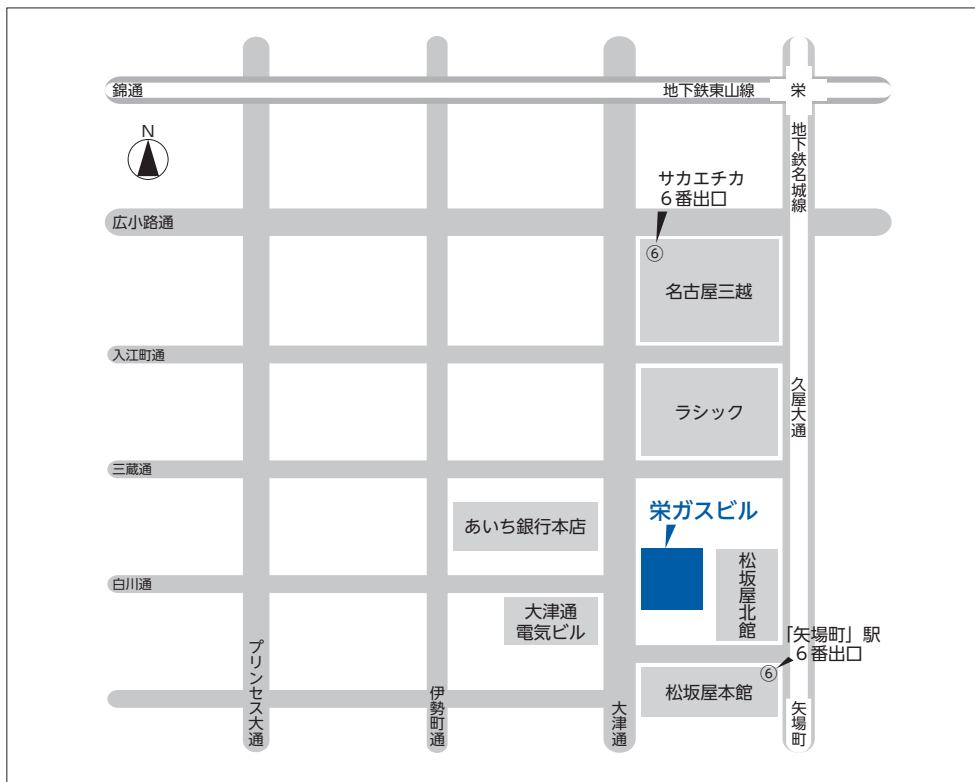 錦通
地下鉄東山線
栄
N
地下鉄名城線
サカエチカ
6番出口
広小路通
⑥
名古屋三越
入江町通
ラシック
久屋大通
三蔵通
栄ガスビル
あいち銀行本店
松坂屋北館
白川通
大津通
電気ビル
「矢場町」駅
6番出口
⑥
松坂屋本館
プリンセス大通
伊勢町通
大津通
矢場町